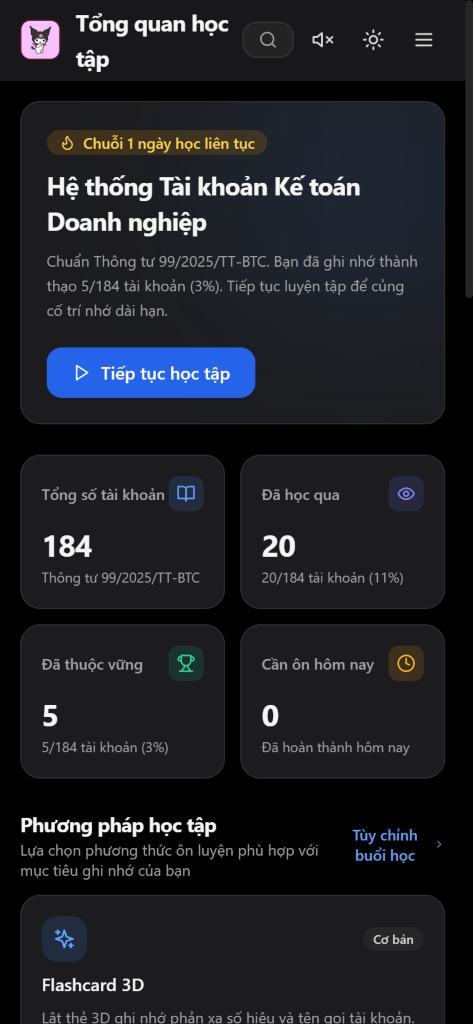 Tổng quan học
tập
Chuỗi 1 ngày học liên tục
Hệ thống Tài khoản Kế toán
Doanh nghiệp
Chuẩn Thông tư 99/2025/TT-BTC. Bạn đã ghi nhớ thành
thạo 5/184 tài khoản (3%). Tiếp tục luyện tập để củng
cố trí nhớ dài hạn.
Tiếp tục học tập
Tổng số tài khoản
184
Thông tư 99/2025/TT-BTC
Đã học qua
20
20/184 tài khoản (11%)
Đã thuộc vững
5
5/184 tài khoản (3%)
Cần ôn hôm nay
0
Đã hoàn thành hôm nay
Phương pháp học tập
Lựa chọn phương thức ôn luyện phù hợp với
mục tiêu ghi nhớ của bạn
Tùy chỉnh
buổi học
Cơ bản
Flashcard 3D
Lật thẻ 3D ghi nhớ phản xạ số hiệu và tên gọi tài khoản.